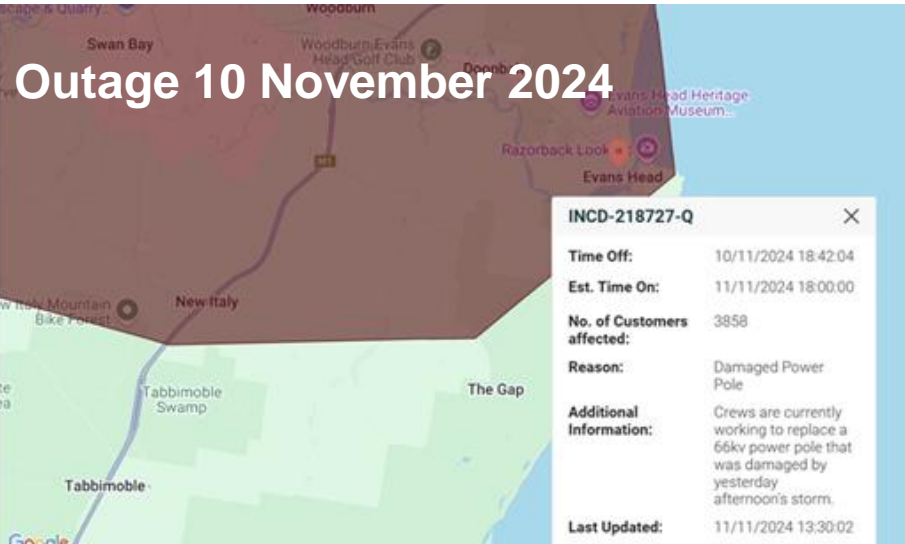 Woodburn
Swan Bay
Woodburn Evans
Head Golf Club
Outage 10 November 2024
Evans Head Heritage
Aviation Museum...
Razorback Look
Evans Head
M1
INCD-218727-Q
Time Off: 10/11/2024 18:42:04
Est. Time On: 11/11/2024 18:00:00
No. of Customers affected: 3858
Reason: Damaged Power
Pole
Additional
Information:
Crews are currently
working to replace a
66kv power pole that
was damaged by
yesterday
afternoon's storm.
Last Updated: 11/11/2024 13:30:02
New Italy Mountain
Bike Forest
New Italy
Tabbimoble
Swamp
The Gap
Tabbimoble
Google